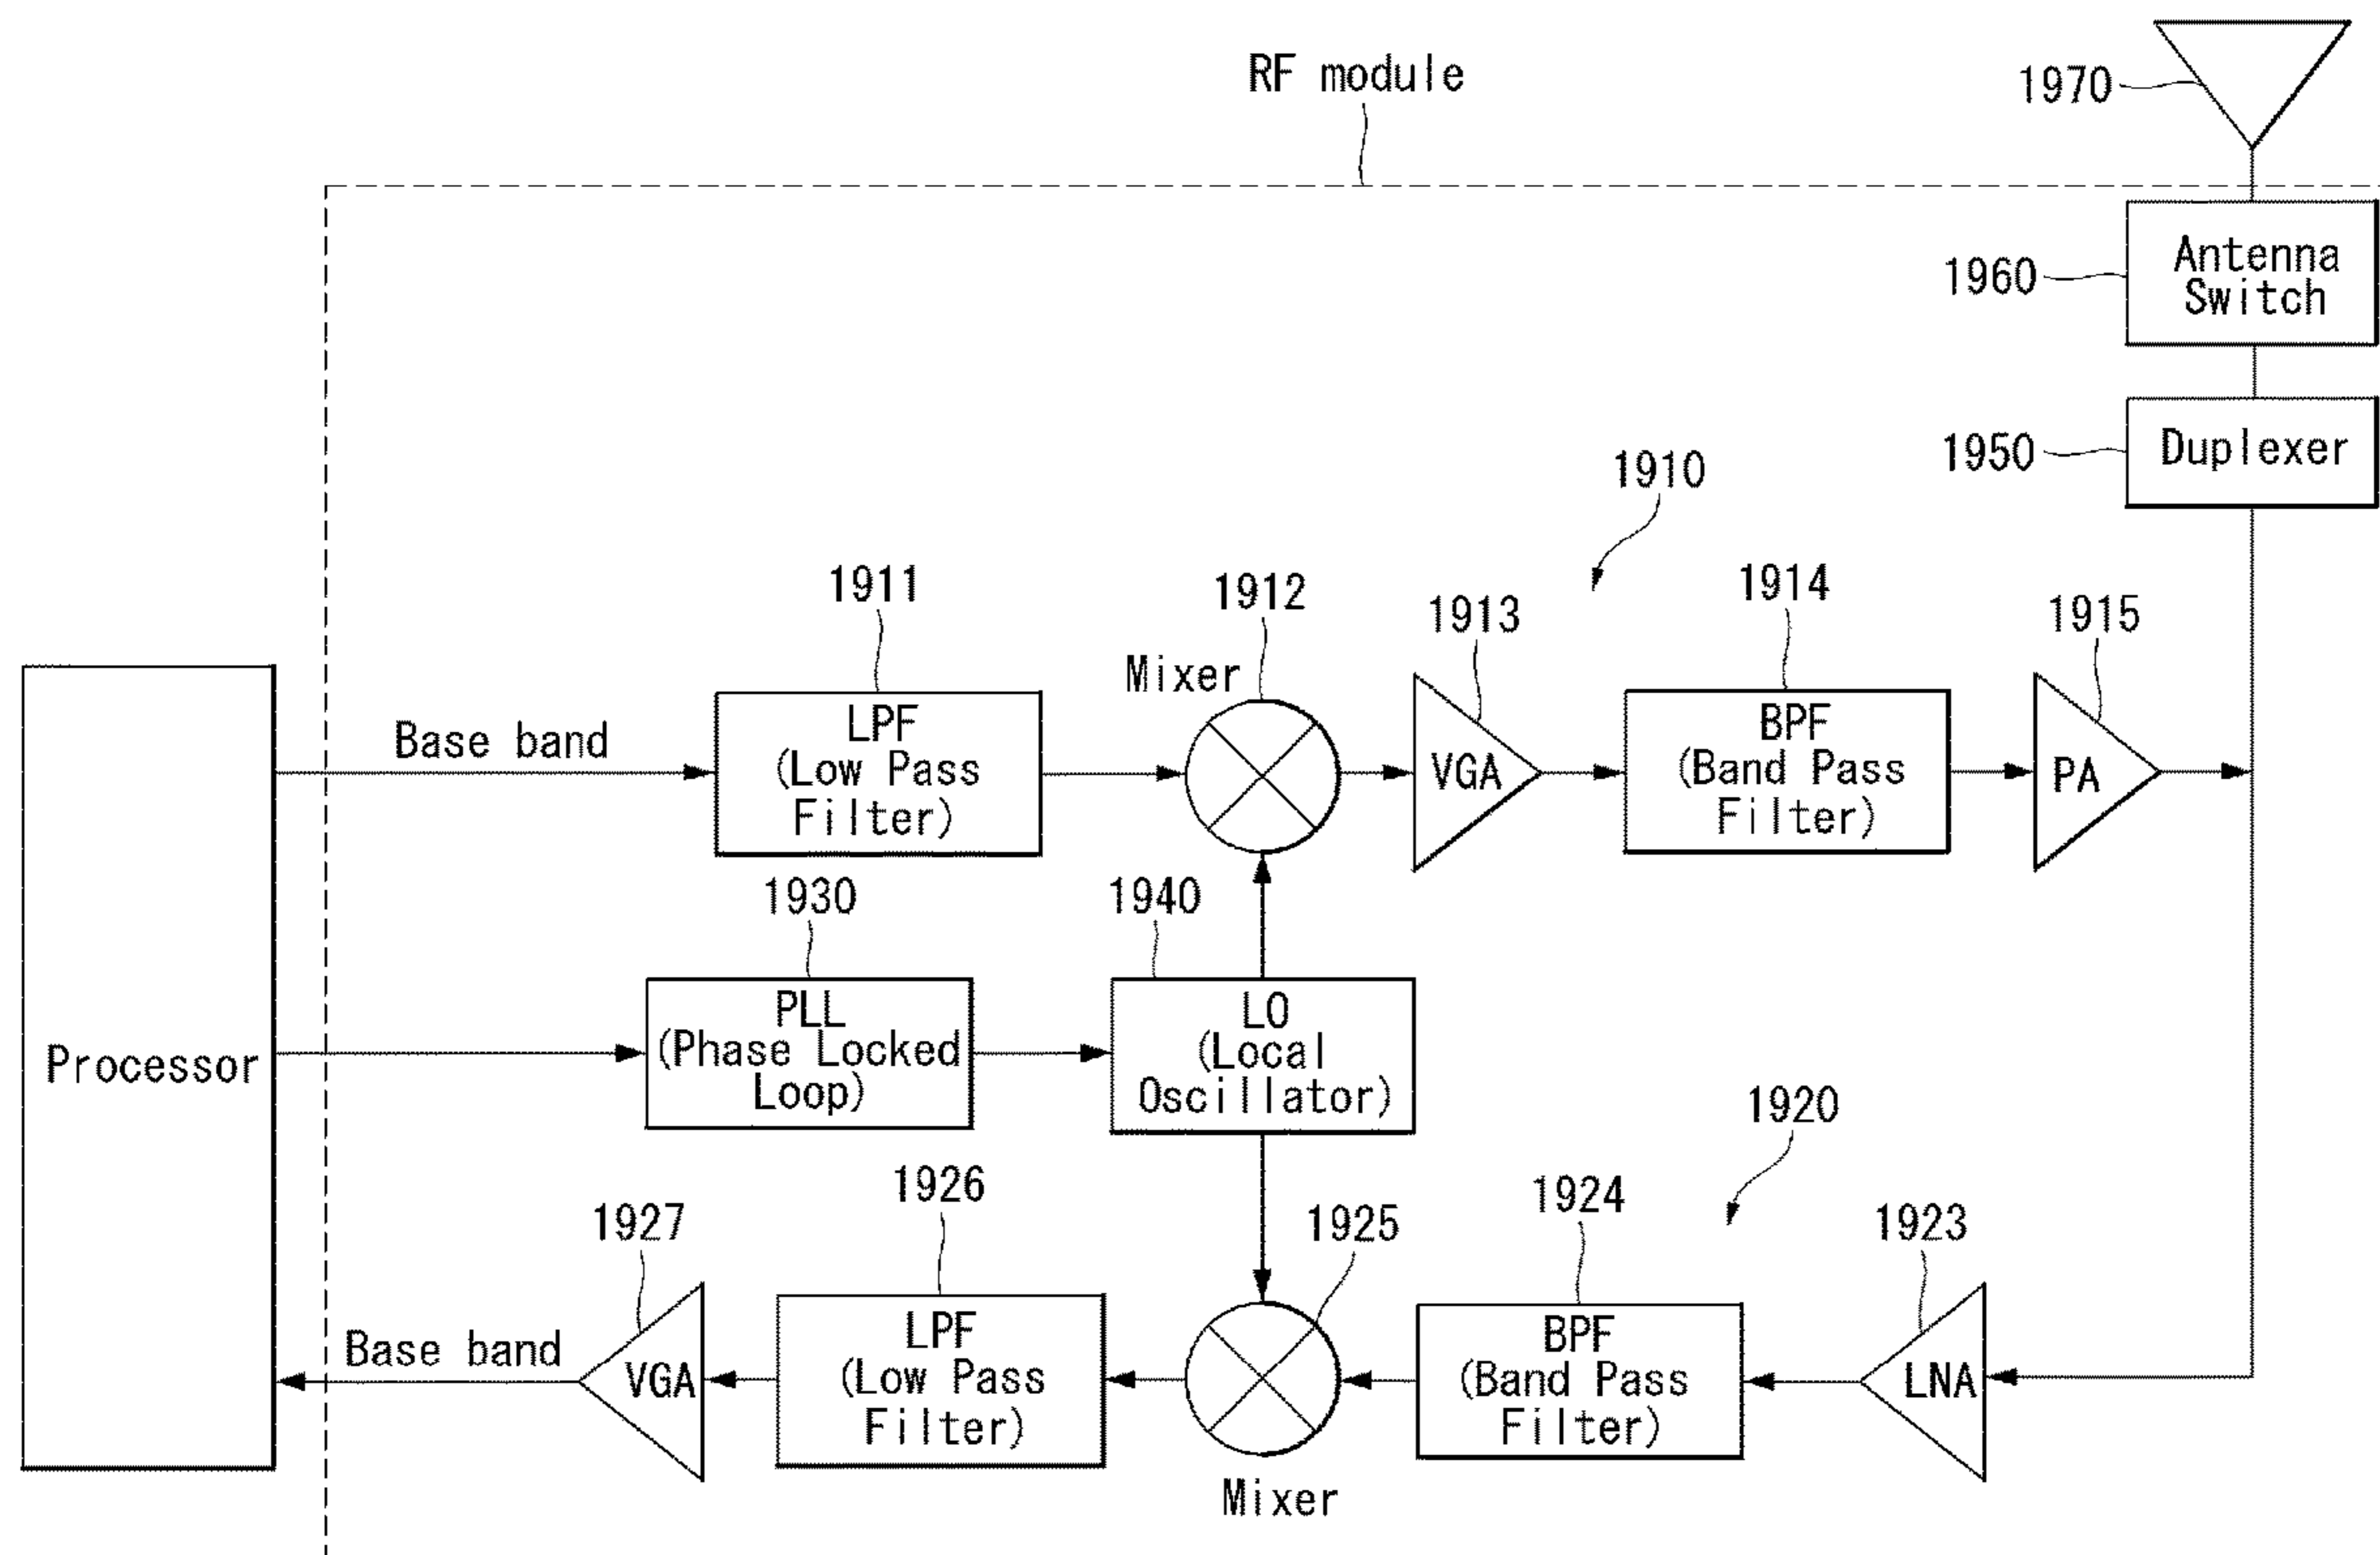 RF module
1970
1960
Antenna
Switch
1950
Duplexer
1910
1911
1912
1913
1914
1915
Mixer
Base band
LPF
(Low Pass
Filter)
VGA
BPF
(Band Pass
Filter)
PA
1930
1940
Processor
PLL
(Phase Locked
Loop)
LO
(Local
Oscillator)
1920
1927
1926
1925
1924
1923
Base band
VGA
LPF
(Low Pass
Filter)
BPF
(Band Pass
Filter)
LNA
Mixer